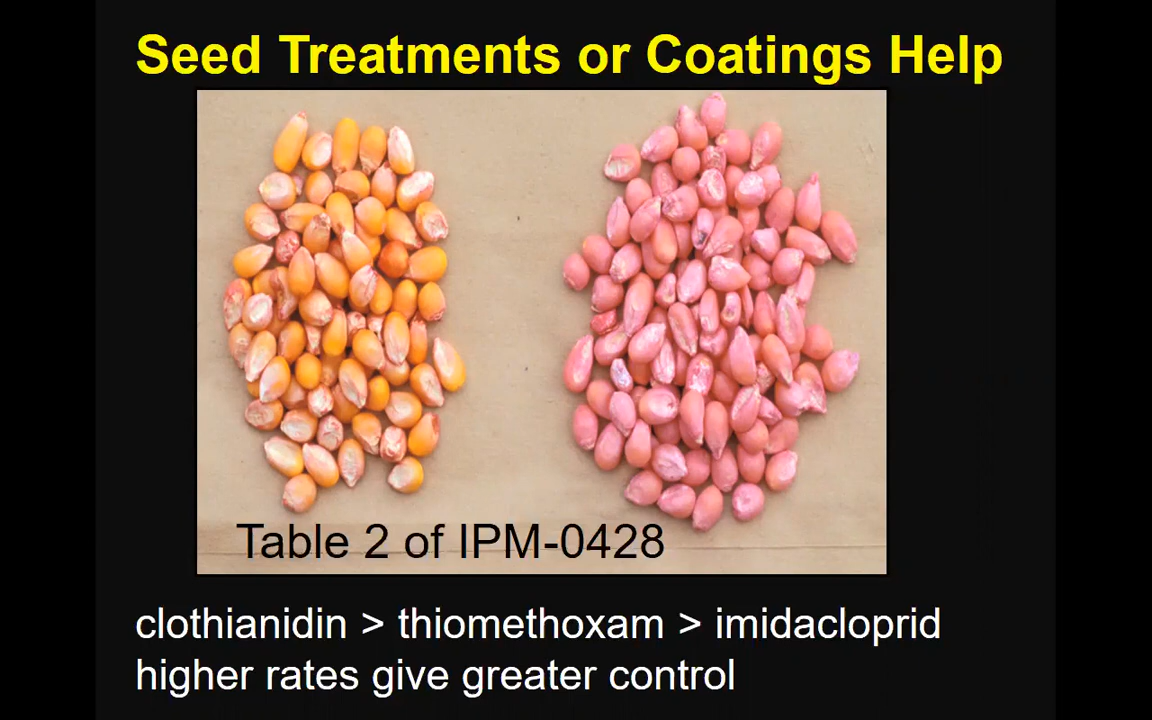 Seed Treatments or Coatings Help
Table 2 of IPM-0428
clothianidin > thiomethoxam > imidacloprid
higher rates give greater control